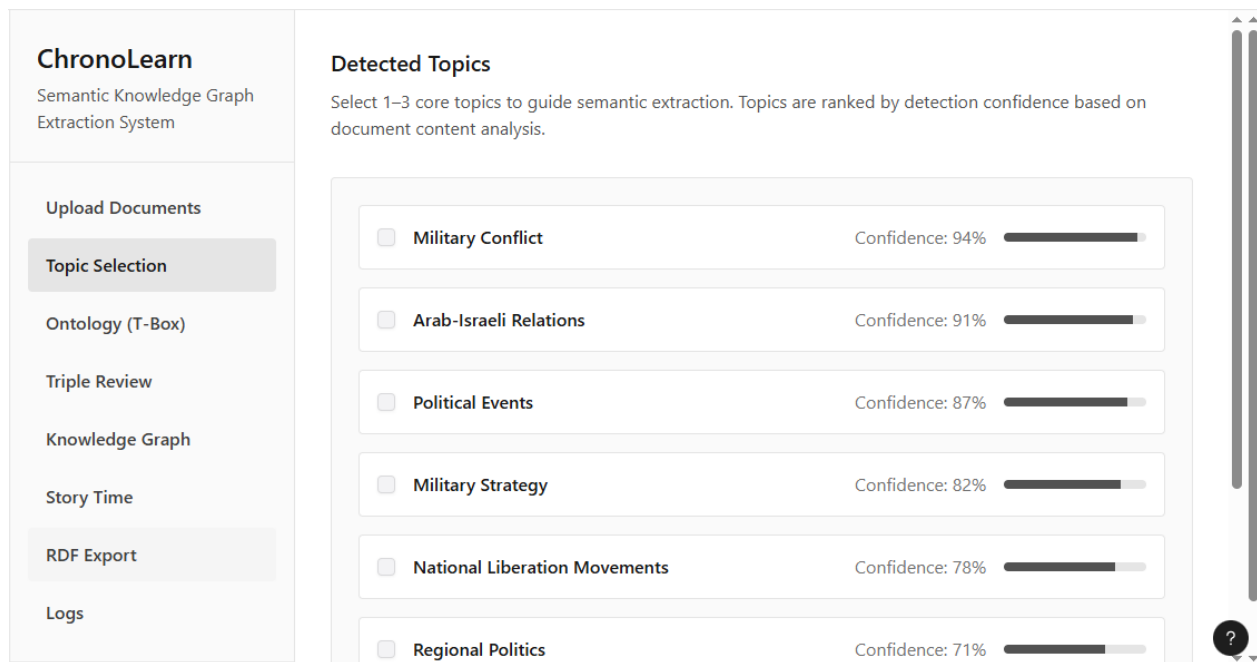 ChronoLearn
Semantic Knowledge Graph
Extraction System
Upload Documents
Topic Selection
Ontology (T-Box)
Triple Review
Knowledge Graph
Story Time
RDF Export
Logs
Detected Topics
Select 1–3 core topics to guide semantic extraction. Topics are ranked by detection confidence based on
document content analysis.
Military Conflict Confidence: 94%
Arab-Israeli Relations Confidence: 91%
Political Events Confidence: 87%
Military Strategy Confidence: 82%
National Liberation Movements Confidence: 78%
Regional Politics Confidence: 71%
?